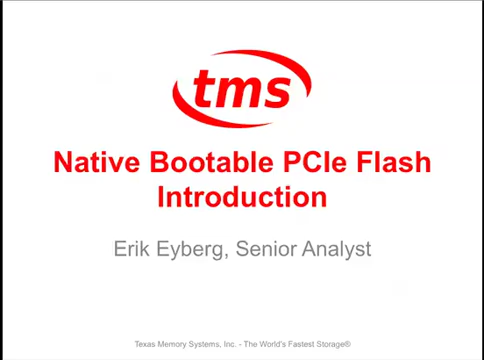 tms
Native Bootable PCIe Flash
Introduction
Erik Eyberg, Senior Analyst
Texas Memory Systems, Inc. - The World's Fastest Storage®